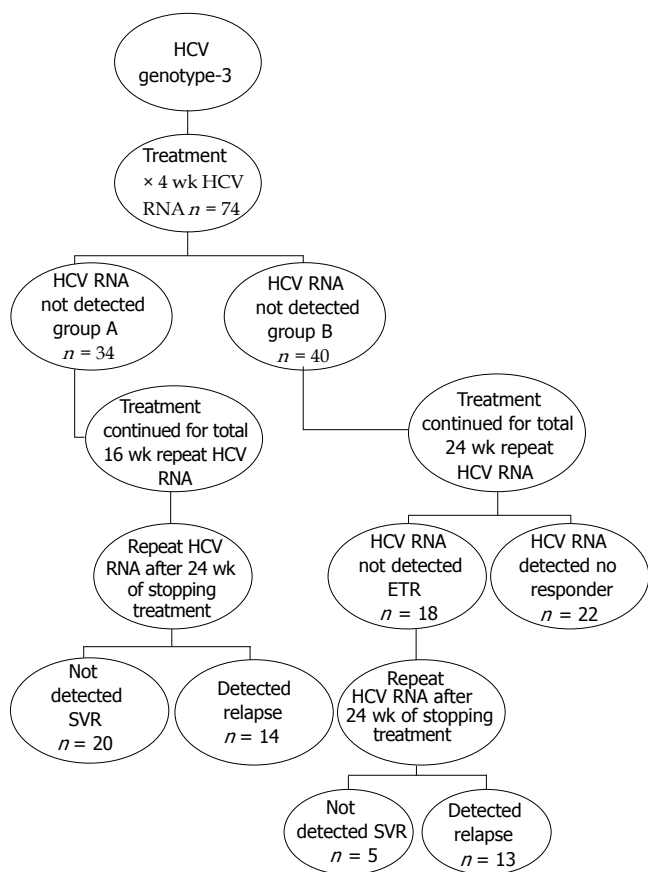 HCV
genotype-3
Treatment
× 4 wk HCV
RNA n = 74
HCV RNA
not detected
group A
n = 34
HCV RNA
not detected
group B
n = 40
Treatment
continued for total
16 wk repeat HCV
RNA
Treatment
continued for total
24 wk repeat
HCV RNA
Repeat HCV
RNA after 24 wk
of stopping
treatment
HCV RNA
not detected
ETR
n = 18
HCV RNA
detected no
responder
n = 22
Not
detected
SVR
n = 20
Detected
relapse
n = 14
Repeat
HCV RNA after
24 wk of stopping
treatment
Not
detected SVR
n = 5
Detected
relapse
n = 13